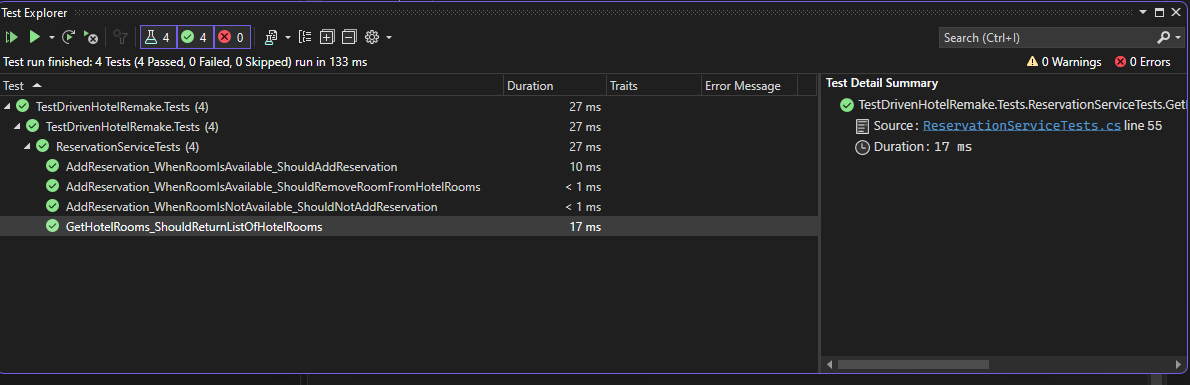 Test Explorer
4 4 0
Search (Ctrl+I)
Test run finished: 4 Tests (4 Passed, 0 Failed, 0 Skipped) run in 133 ms
0 Warnings 0 Errors
Test Duration Traits Error Message
TestDrivenHotelRemake.Tests (4) 27 ms
TestDrivenHotelRemake.Tests (4) 27 ms
ReservationServiceTests (4) 27 ms
AddReservation_WhenRoomIsAvailable_ShouldAddReservation 10 ms
AddReservation_WhenRoomIsAvailable_ShouldRemoveRoomFromHotelRooms < 1 ms
AddReservation_WhenRoomIsNotAvailable_ShouldNotAddReservation < 1 ms
GetHotelRooms_ShouldReturnListOfHotelRooms 17 ms
Test Detail Summary
TestDrivenHotelRemake.Tests.ReservationServiceTests.Get
Source: ReservationServiceTests.cs line 55
Duration: 17 ms